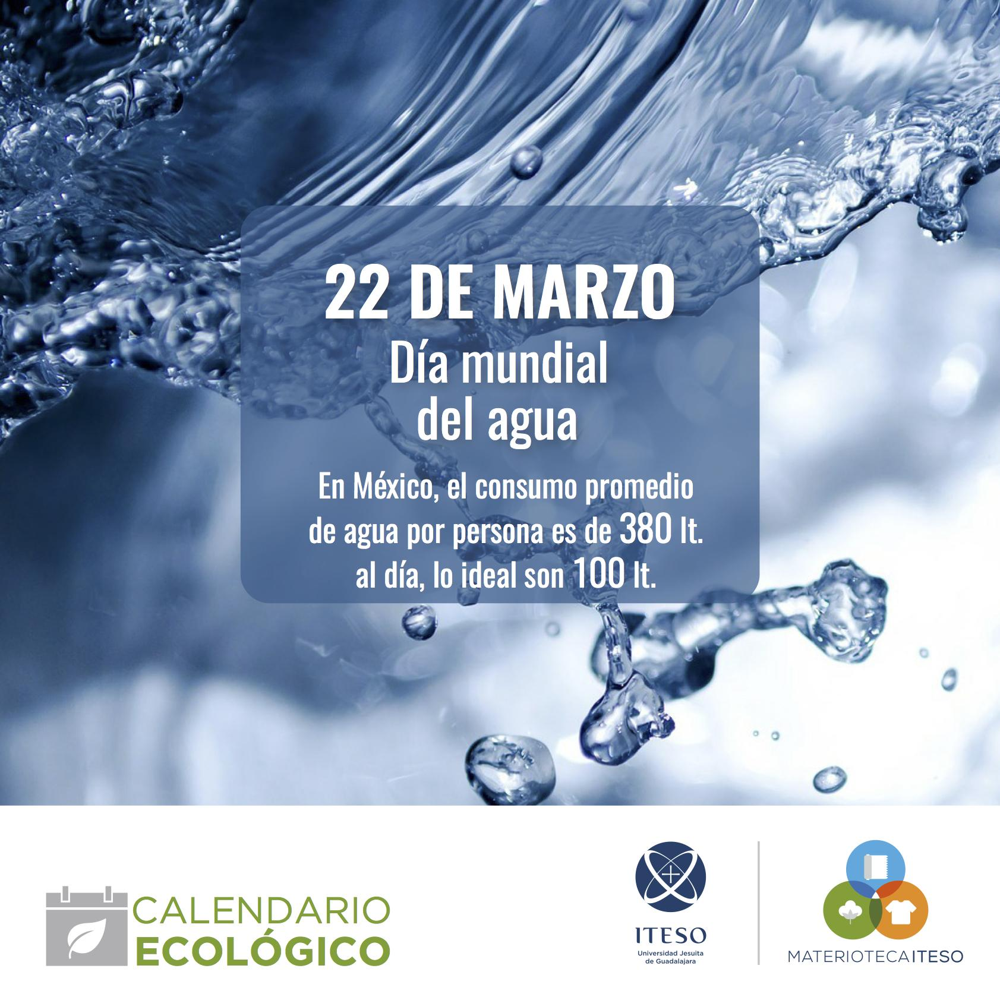 22 DE MARZO
Día mundial
del agua
En México, el consumo promedio
de agua por persona es de 380 lt.
al día, lo ideal son 100 lt.
CALENDARIO
ECOLÓGICO
ITESO
Universidad Jesuita
de Guadalajara
MATERIOTECAITESO